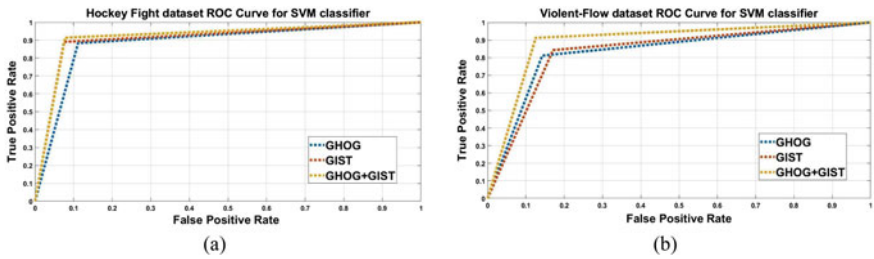 Hockey Fight dataset ROC Curve for SVM classifier
True Positive Rate
1
0.9
0.8
0.7
0.6
0.5
0.4
0.3
0.2
0.1
0
GHOG
GIST
GHOG+GIST
0 0.1 0.2 0.3 0.4 0.5 0.6 0.7 0.8 0.9 1
False Positive Rate
(a)
Violent-Flow dataset ROC Curve for SVM classifier
True Positive Rate
1
0.9
0.8
0.7
0.6
0.5
0.4
0.3
0.2
0.1
0
GHOG
GIST
GHOG+GIST
0 0.1 0.2 0.3 0.4 0.5 0.6 0.7 0.8 0.9 1
False Positive Rate
(b)